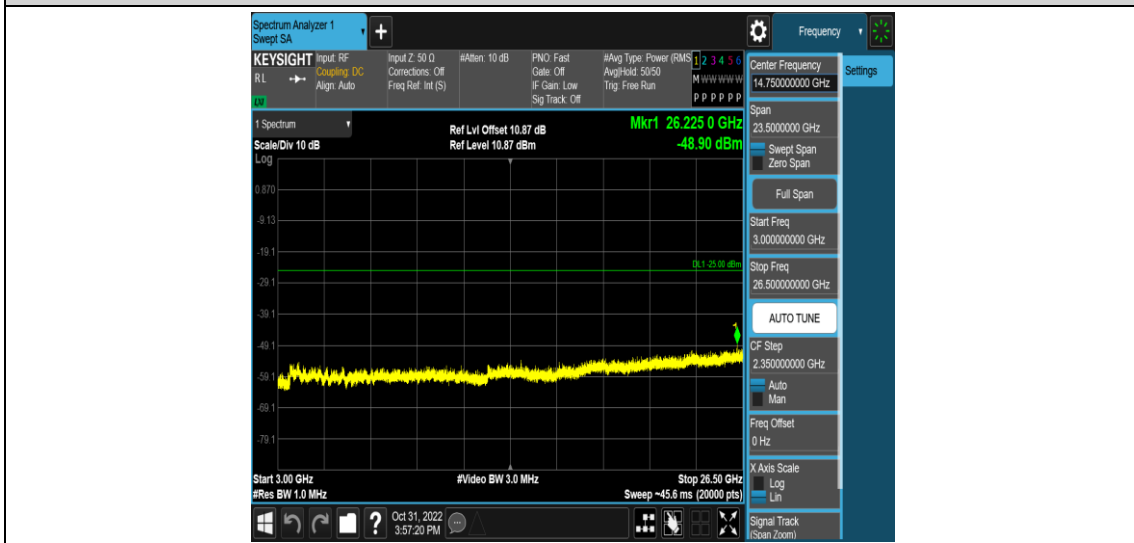 Spectrum Analyzer 1
Swept SA
+
Frequency
KEYSIGHT
RL
LXI
Input: RF
Coupling: DC
Align: Auto
Input Z: 50 Ω
Corrections: Off
Freq Ref: Int (S)
#Atten: 10 dB
PNO: Fast
Gate: Off
IF Gain: Low
Sig Track: Off
#Avg Type: Power (RMS
Avg|Hold: 50/50
Trig: Free Run
1 2 3 4 5 6
M W W W W W
P P P P P P
Center Frequency
14.750000000 GHz
Settings
Span
23.5000000 GHz
Swept Span
Zero Span
Full Span
Start Freq
3.000000000 GHz
Stop Freq
26.500000000 GHz
AUTO TUNE
CF Step
2.350000000 GHz
Auto
Man
Freq Offset
0 Hz
X Axis Scale
Log
Lin
Signal Track
(Span Zoom)
1 Spectrum
Scale/Div 10 dB
Ref Lvl Offset 10.87 dB
Ref Level 10.87 dBm
Mkr1 26.225 0 GHz
-48.90 dBm
Log
0.870
-9.13
-19.1
DL1 -25.00 dBm
-29.1
-39.1
1
-49.1
-59.1
-69.1
-79.1
Start 3.00 GHz
#Video BW 3.0 MHz
Stop 26.50 GHz
#Res BW 1.0 MHz
Sweep ~45.6 ms (20000 pts)
?
Oct 31, 2022
3:57:20 PM